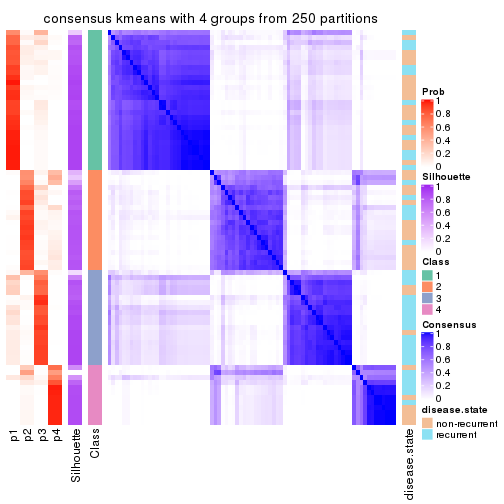 consensus kmeans with 4 groups from 250 partitions
Prob
1
0.8
0.6
0.4
0.2
0
Silhouette
1
0.8
0.6
0.4
0.2
0
Class
1
2
3
4
Consensus
1
0.8
0.6
0.4
0.2
0
disease.state
non-recurrent
recurrent
p1
p2
p3
p4
Silhouette
Class
disease.state